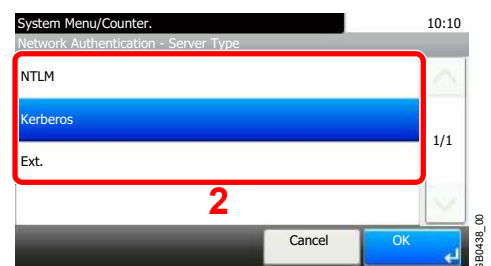 System Menu/Counter. 10:10
Network Authentication - Server Type
NTLM
Kerberos
1/1
Ext.
2
Cancel OK
GB0438_00